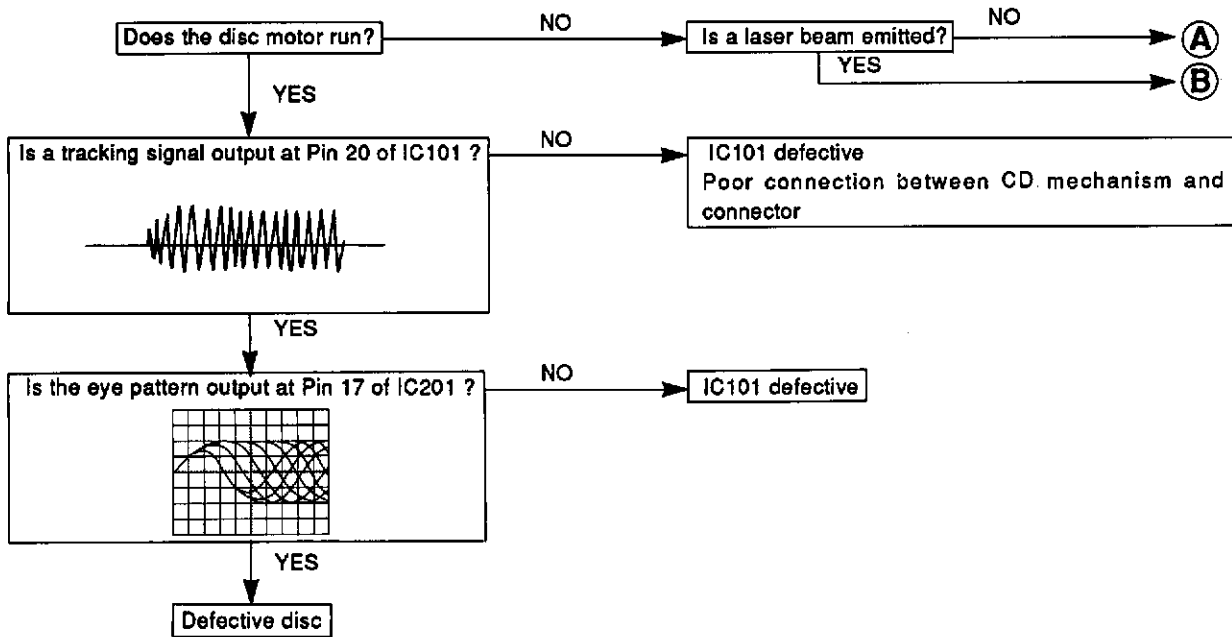 Does the disc motor run?
NO
Is a laser beam emitted?
NO
A
YES
B
YES
Is a tracking signal output at Pin 20 of IC101 ?
NO
IC101 defective
Poor connection between CD mechanism and
connector
YES
Is the eye pattern output at Pin 17 of IC201 ?
NO
IC101 defective
YES
Defective disc